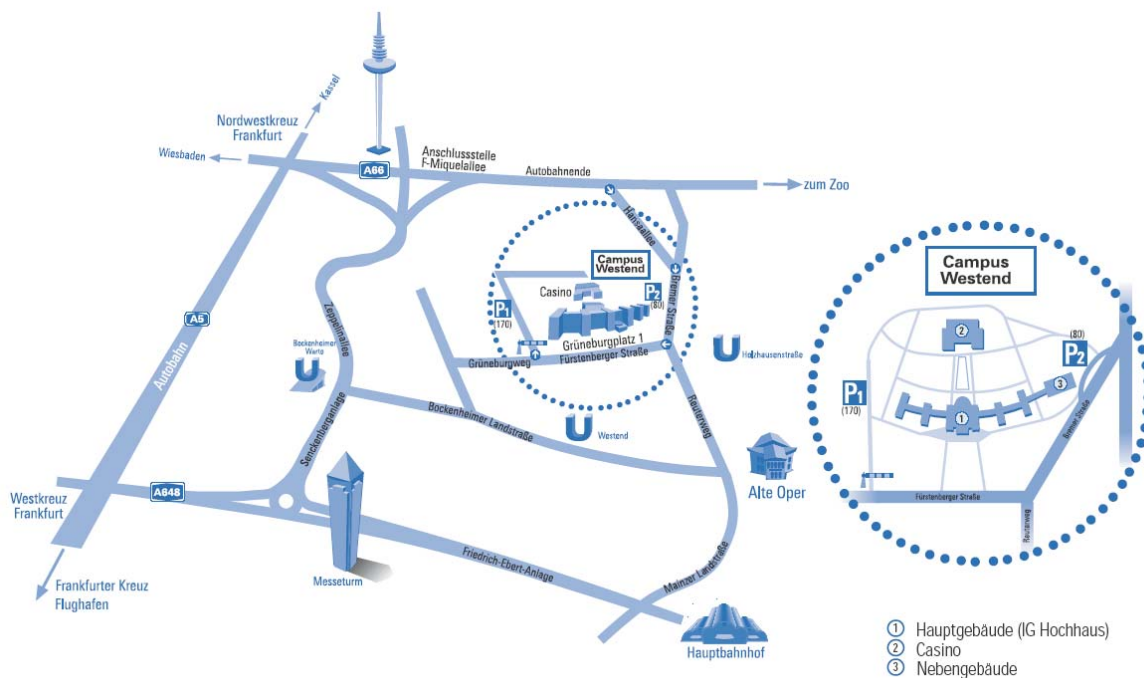 Kassel
Nordwestkreuz
Frankfurt
Wiesbaden
A66
Anschlussstelle
F-Miquelallee
Autobahnende
zum Zoo
Hansaallee
Campus
Westend
Casino
P1
(170)
P2
(80)
Bremer Straße
Grüneburgplatz 1
Fürstenberger Straße
Grüneburgweg
U
Holzhausenstraße
A5
Autobahn
Zeppelinallee
Bockenheimer
Warte
U
Senckenberganlage
Bockenheimer Landstraße
U
Westend
Reuterweg
Alte Oper
Westkreuz
Frankfurt
A648
Messeturm
Friedrich-Ebert-Anlage
Mainzer Landstraße
Hauptbahnhof
Frankfurter Kreuz
Flughafen
Campus
Westend
2
(80)
P2
P1
(170)
3
1
Bremer Straße
Fürstenberger Straße
Reuterweg
1 Hauptgebäude (IG Hochhaus)
2 Casino
3 Nebengebäude